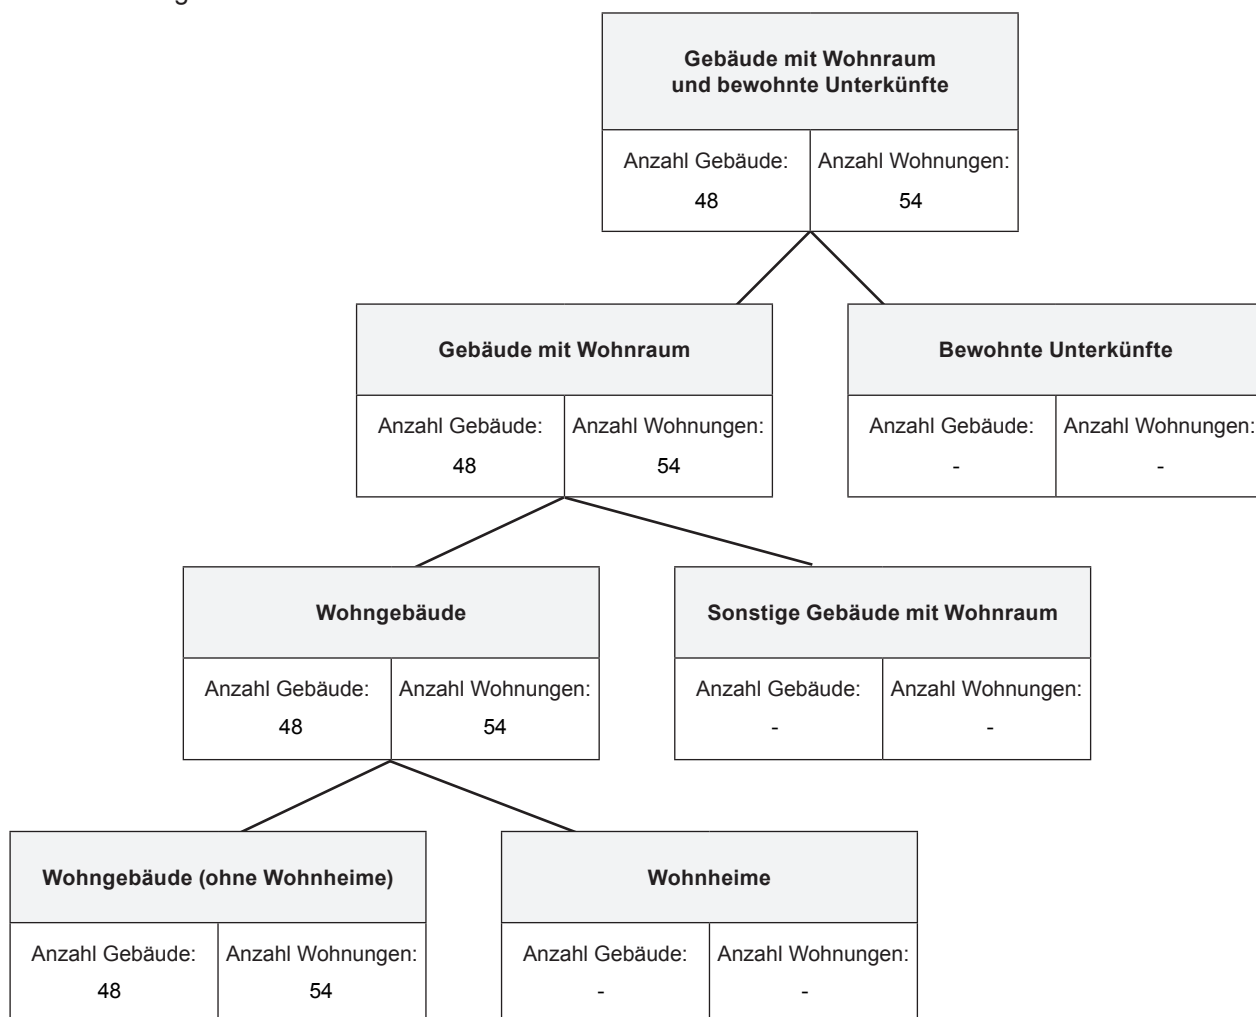 Gebäude mit Wohnraum
und bewohnte Unterkünfte
Anzahl Gebäude: Anzahl Wohnungen:
48 54
Gebäude mit Wohnraum
Bewohnte Unterkünfte
Anzahl Gebäude: Anzahl Wohnungen:
48 54
Anzahl Gebäude: Anzahl Wohnungen:
- -
Wohngebäude
Sonstige Gebäude mit Wohnraum
Anzahl Gebäude: Anzahl Wohnungen:
48 54
Anzahl Gebäude: Anzahl Wohnungen:
- -
Wohngebäude (ohne Wohnheime)
Wohnheime
Anzahl Gebäude: Anzahl Wohnungen:
48 54
Anzahl Gebäude: Anzahl Wohnungen:
- -